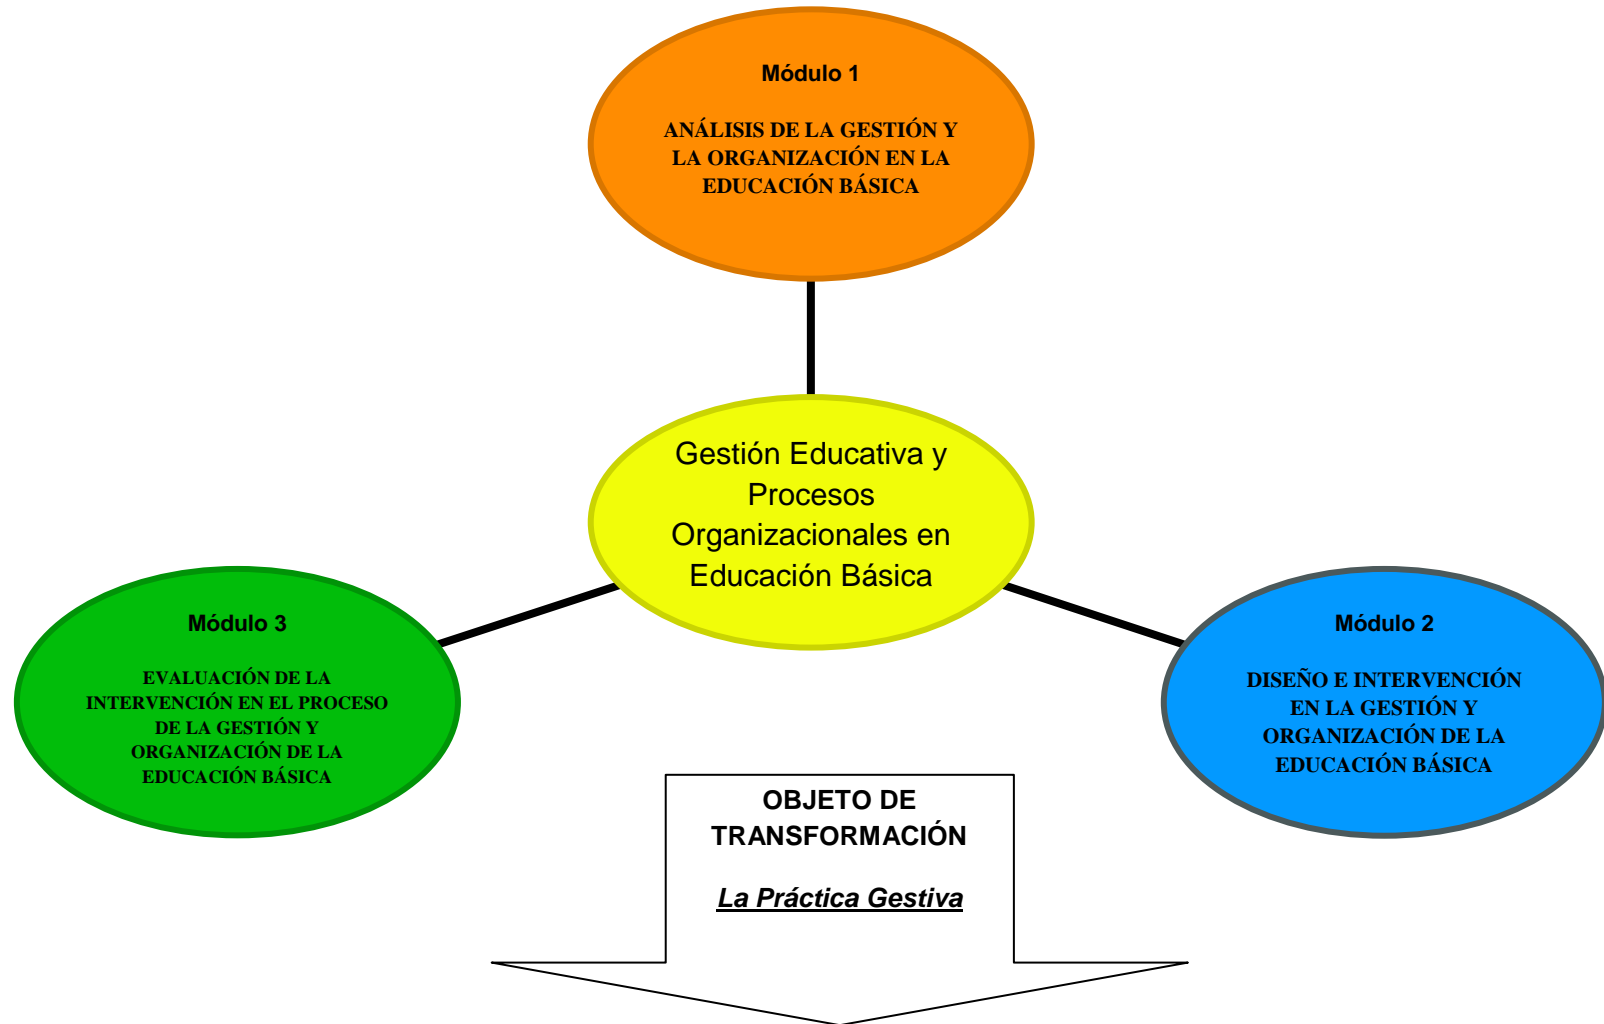 Módulo 1
ANÁLISIS DE LA GESTIÓN Y
LA ORGANIZACIÓN EN LA
EDUCACIÓN BÁSICA
Gestión Educativa y
Procesos
Organizacionales en
Educación Básica
Módulo 3
EVALUACIÓN DE LA
INTERVENCIÓN EN EL PROCESO
DE LA GESTIÓN Y
ORGANIZACIÓN DE LA
EDUCACIÓN BÁSICA
Módulo 2
DISEÑO E INTERVENCIÓN
EN LA GESTIÓN Y
ORGANIZACIÓN DE LA
EDUCACIÓN BÁSICA
OBJETO DE
TRANSFORMACIÓN
La Práctica Gestiva